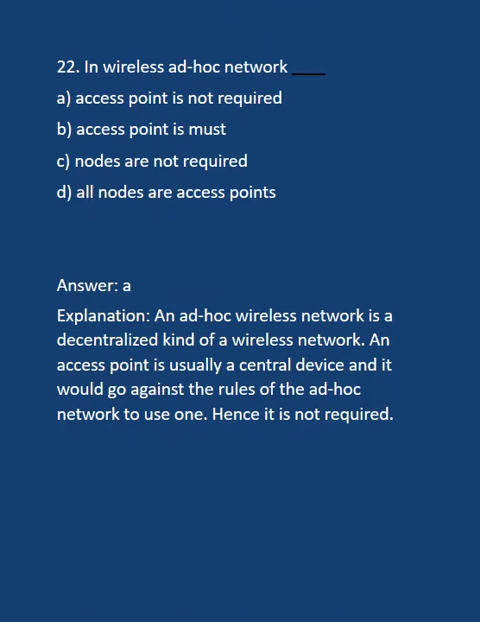 22. In wireless ad-hoc network ____
a) access point is not required
b) access point is must
c) nodes are not required
d) all nodes are access points
Answer: a
Explanation: An ad-hoc wireless network is a
decentralized kind of a wireless network. An
access point is usually a central device and it
would go against the rules of the ad-hoc
network to use one. Hence it is not required.